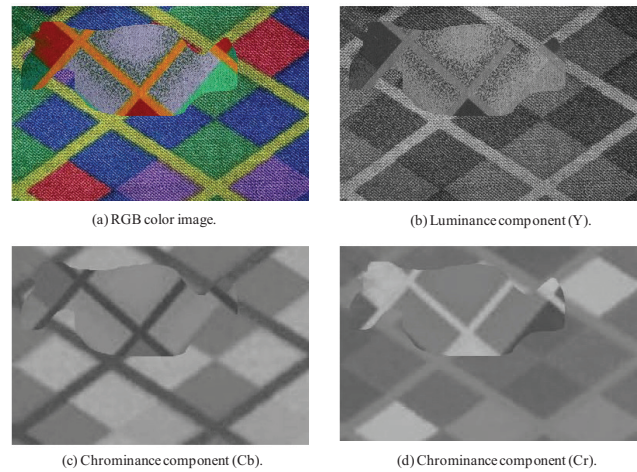 (a) RGB color image.
(b) Luminance component (Y).
(c) Chrominance component (Cb).
(d) Chrominance component (Cr).